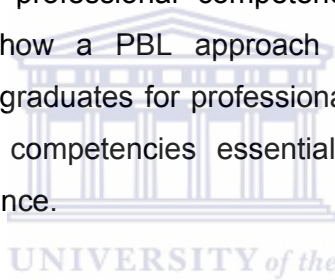 professional competen
how a PBL approach
graduates for professiona
competencies essential
nce.
UNIVERSITY of the